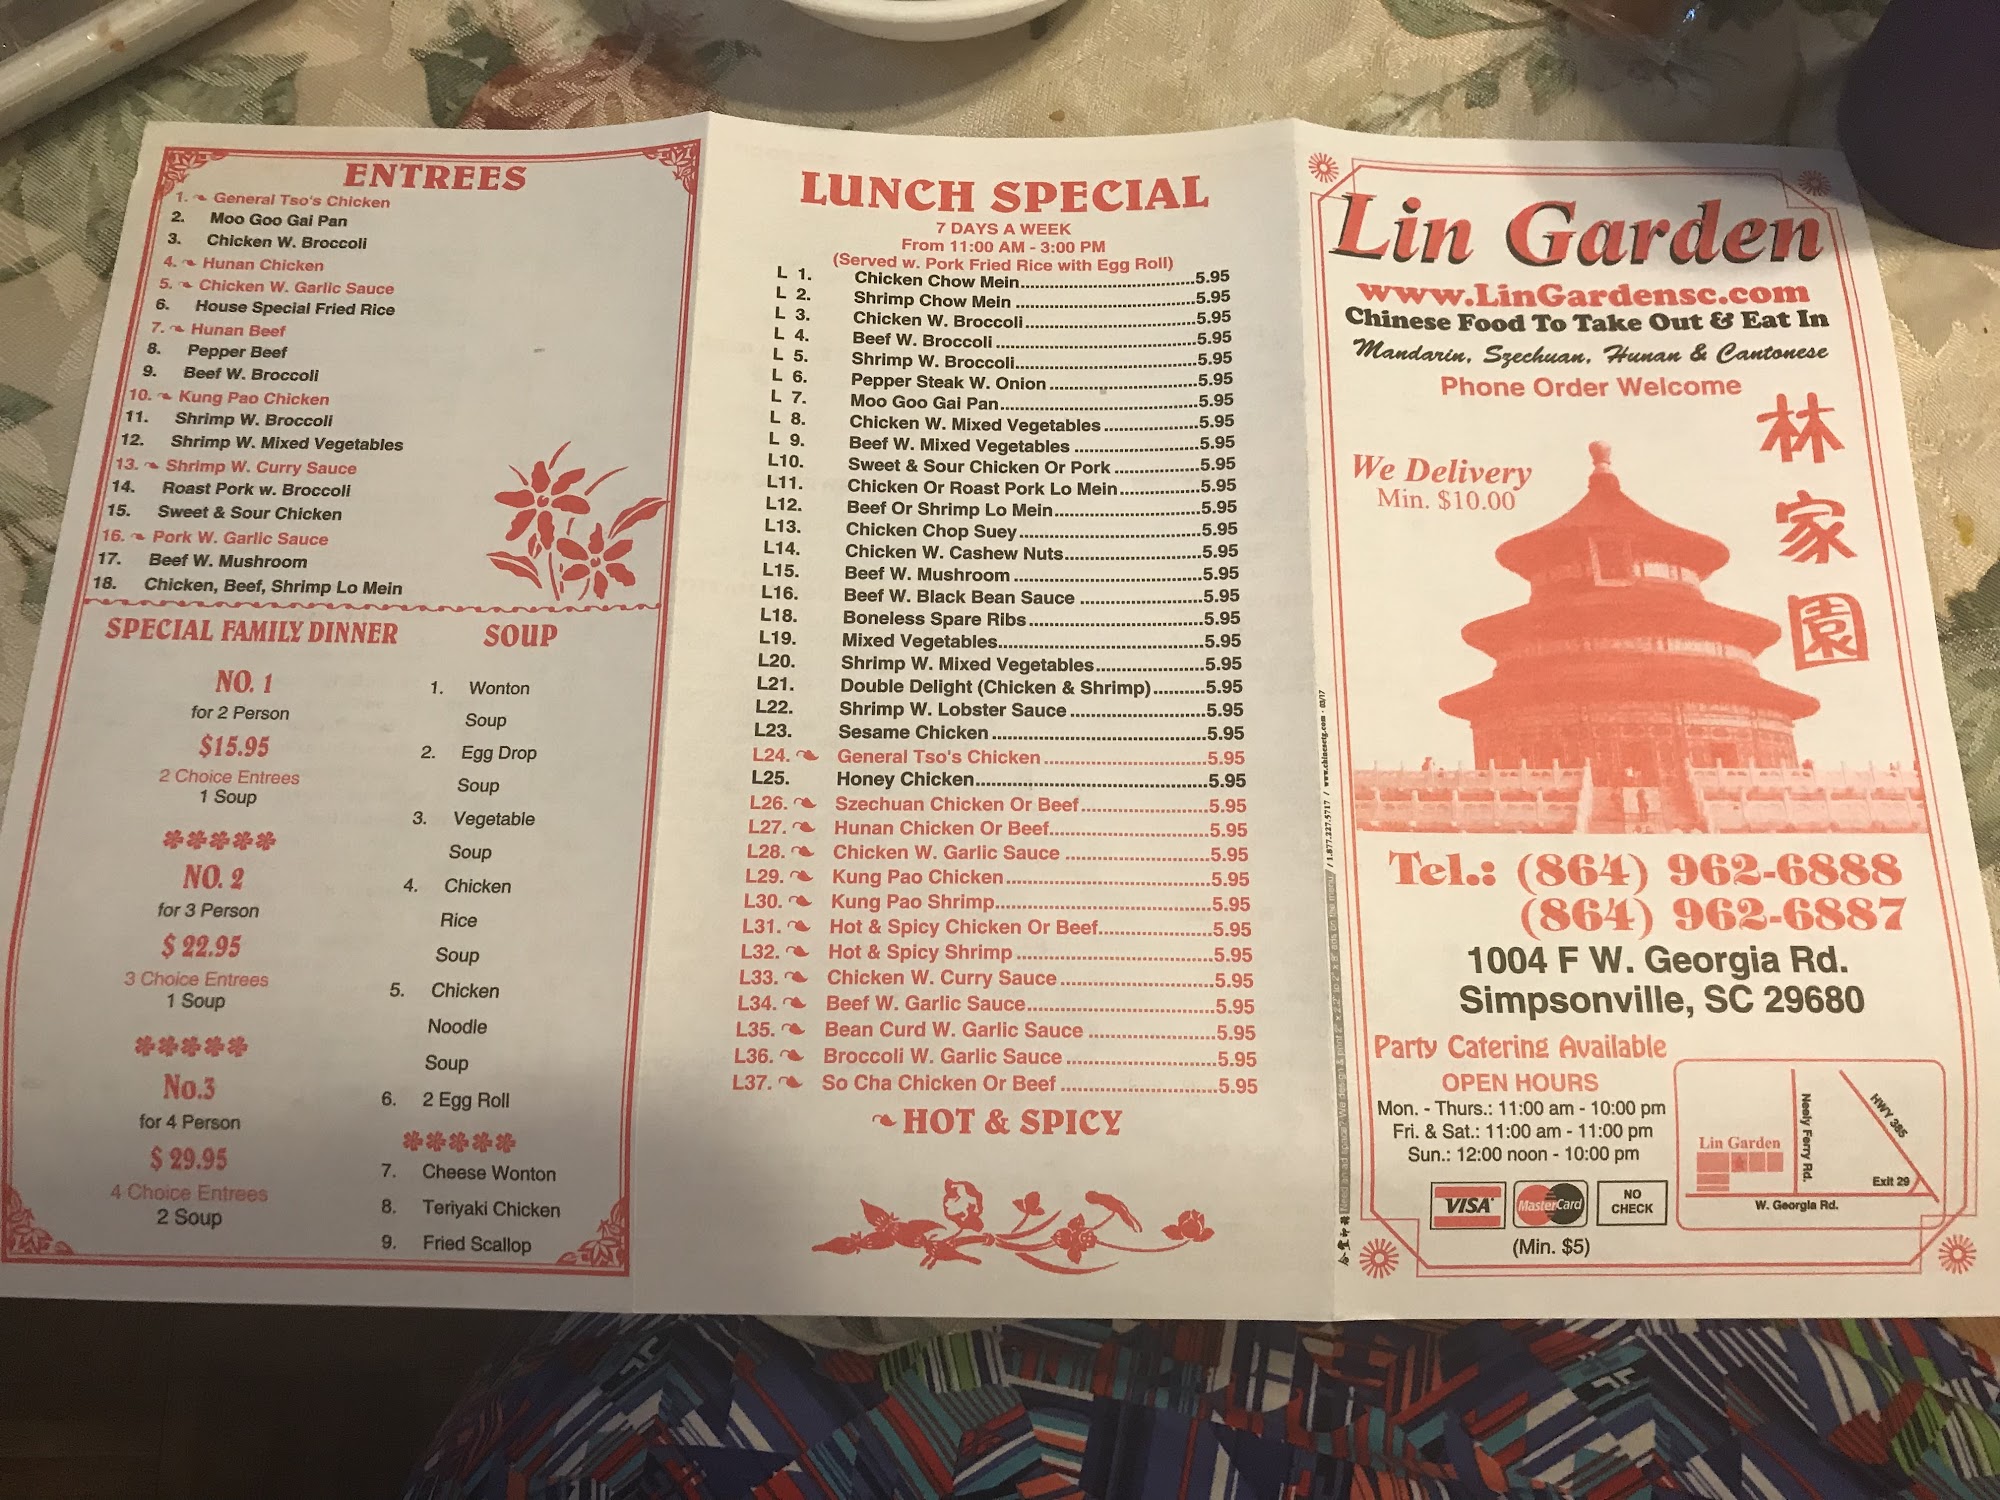 ENTREES
1. General Tso's Chicken
2. Moo Goo Gai Pan
3. Chicken W. Broccoli
4. Hunan Chicken
5. Chicken W. Garlic Sauce
6. House Special Fried Rice
7. Hunan Beef
8. Pepper Beef
9. Beef W. Broccoli
10. Kung Pao Chicken
11. Shrimp W. Broccoli
12. Shrimp W. Mixed Vegetables
13. Shrimp W. Curry Sauce
14. Roast Pork w. Broccoli
15. Sweet & Sour Chicken
16. Pork W. Garlic Sauce
17. Beef W. Mushroom
18. Chicken, Beef, Shrimp Lo Mein
SPECIAL FAMILY DINNER
NO. 1
for 2 Person
$15.95
2 Choice Entrees
1 Soup
NO. 2
for 3 Person
$ 22.95
3 Choice Entrees
1 Soup
No.3
for 4 Person
$ 29.95
4 Choice Entrees
2 Soup
SOUP
1. Wonton
Soup
2. Egg Drop
Soup
3. Vegetable
Soup
4. Chicken
Rice
Soup
5. Chicken
Noodle
Soup
6. 2 Egg Roll
7. Cheese Wonton
8. Teriyaki Chicken
9. Fried Scallop
LUNCH SPECIAL
7 DAYS A WEEK
From 11:00 AM - 3:00 PM
(Served w. Pork Fried Rice with Egg Roll)
L 1. Chicken Chow Mein 5.95
L 2. Shrimp Chow Mein 5.95
L 3. Chicken W. Broccoli 5.95
L 4. Beef W. Broccoli 5.95
L 5. Shrimp W. Broccoli 5.95
L 6. Pepper Steak W. Onion 5.95
L 7. Moo Goo Gai Pan 5.95
L 8. Chicken W. Mixed Vegetables 5.95
L 9. Beef W. Mixed Vegetables 5.95
L10. Sweet & Sour Chicken Or Pork 5.95
L11. Chicken Or Roast Pork Lo Mein 5.95
L12. Beef Or Shrimp Lo Mein 5.95
L13. Chicken Chop Suey 5.95
L14. Chicken W. Cashew Nuts 5.95
L15. Beef W. Mushroom 5.95
L16. Beef W. Black Bean Sauce 5.95
L18. Boneless Spare Ribs 5.95
L19. Mixed Vegetables 5.95
L20. Shrimp W. Mixed Vegetables 5.95
L21. Double Delight (Chicken & Shrimp) 5.95
L22. Shrimp W. Lobster Sauce 5.95
L23. Sesame Chicken 5.95
L24. General Tso's Chicken 5.95
L25. Honey Chicken 5.95
L26. Szechuan Chicken Or Beef 5.95
L27. Hunan Chicken Or Beef 5.95
L28. Chicken W. Garlic Sauce 5.95
L29. Kung Pao Chicken 5.95
L30. Kung Pao Shrimp 5.95
L31. Hot & Spicy Chicken Or Beef 5.95
L32. Hot & Spicy Shrimp 5.95
L33. Chicken W. Curry Sauce 5.95
L34. Beef W. Garlic Sauce 5.95
L35. Bean Curd W. Garlic Sauce 5.95
L36. Broccoli W. Garlic Sauce 5.95
L37. So Cha Chicken Or Beef 5.95
HOT & SPICY
Lin Garden
www.LinGardensc.com
Chinese Food To Take Out & Eat In
Mandarin, Szechuan, Hunan & Cantonese
Phone Order Welcome
林家園
We Delivery
Min. $10.00
Tel.: (864) 962-6888
(864) 962-6887
1004 F W. Georgia Rd.
Simpsonville, SC 29680
Party Catering Available
OPEN HOURS
Mon. - Thurs.: 11:00 am - 10:00 pm
Fri. & Sat.: 11:00 am - 11:00 pm
Sun.: 12:00 noon - 10:00 pm
VISA
MasterCard
NO
CHECK
(Min. $5)
Lin Garden
Neely Ferry Rd.
HWY 385
Exit 29
W. Georgia Rd.
/ 1.877.227.5717 / www.chinesetg.com - 03/17